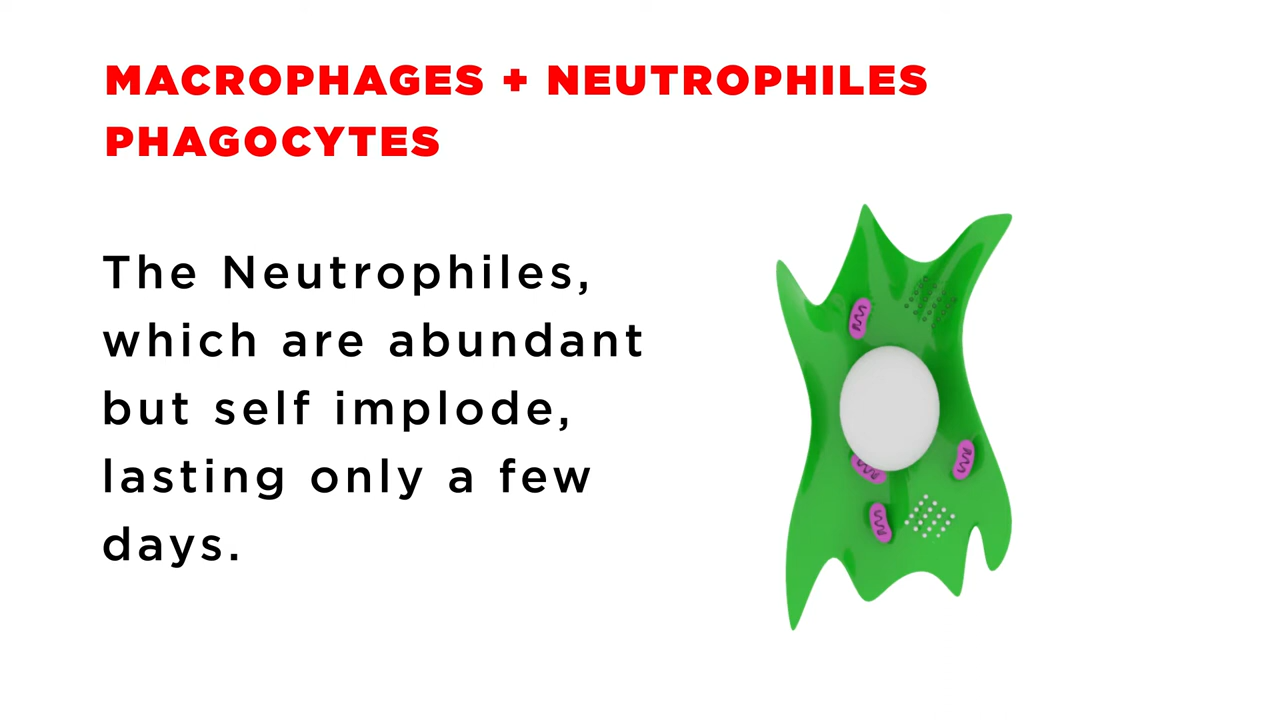 MACROPHAGES + NEUTROPHILES
PHAGOCYTES
The Neutrophiles,
which are abundant
but self implode,
lasting only a few
days.